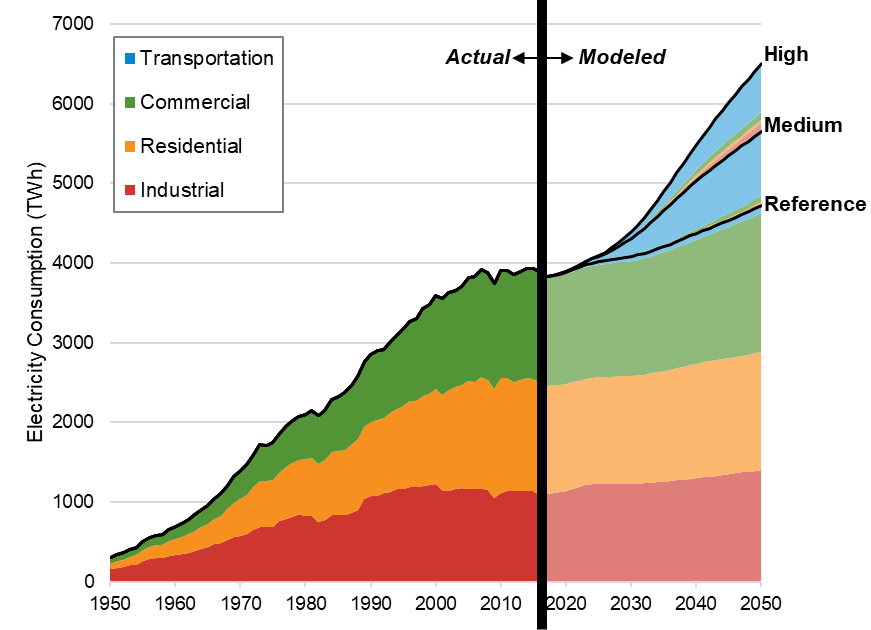 7000
6000
5000
4000
3000
2000
1000
0
Electricity Consumption (TWh)
Transportation
Commercial
Residential
Industrial
Actual
Modeled
High
Medium
Reference
1950 1960 1970 1980 1990 2000 2010 2020 2030 2040 2050